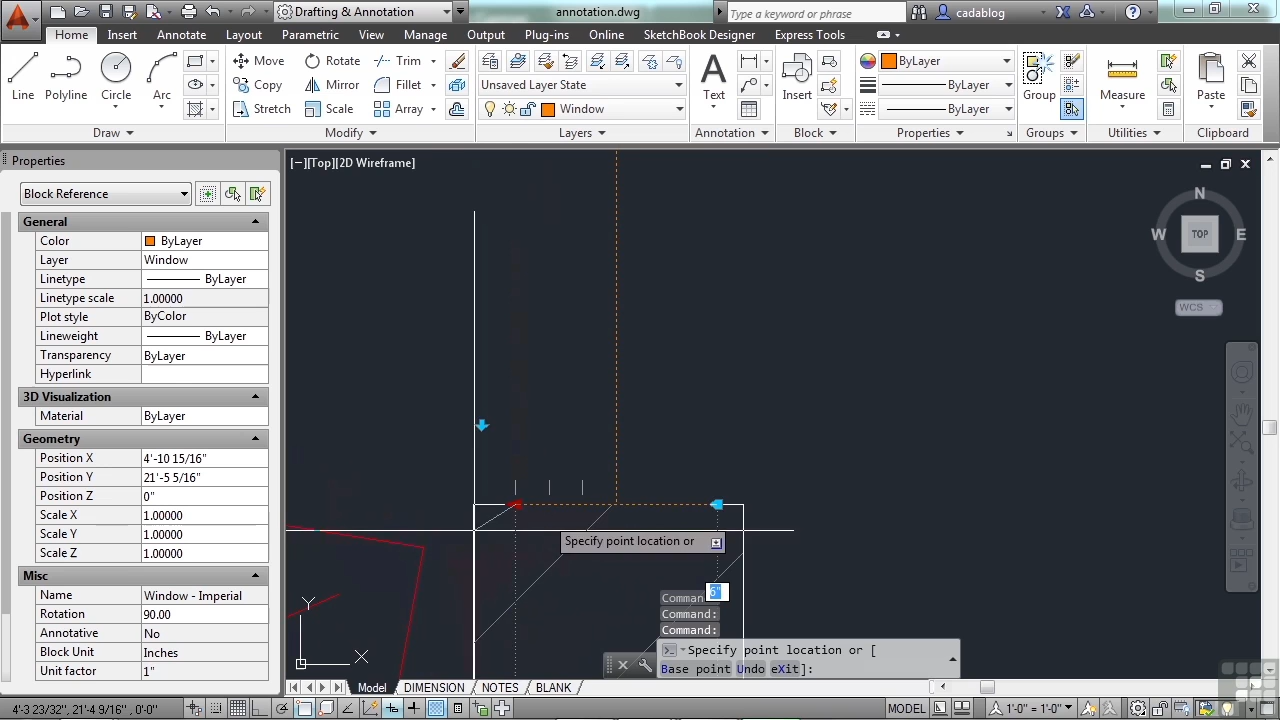 Drafting & Annotation
annotation.dwg
Type a keyword or phrase
cadablog
Home Insert Annotate Layout Parametric View Manage Output Plug-ins Online SketchBook Designer Express Tools
Line Polyline Circle Arc
Move Rotate Trim
Copy Mirror Fillet
Stretch Scale Array
Unsaved Layer State
Window
Text
Insert
ByLayer
ByLayer
ByLayer
Group
Measure
Paste
Draw Modify Layers Annotation Block Properties Groups Utilities Clipboard
Properties
Block Reference
General
Color ByLayer
Layer Window
Linetype ByLayer
Linetype scale 1.00000
Plot style ByColor
Lineweight ByLayer
Transparency ByLayer
Hyperlink
3D Visualization
Material ByLayer
Geometry
Position X 4'-10 15/16"
Position Y 21'-5 5/16"
Position Z 0"
Scale X 1.00000
Scale Y 1.00000
Scale Z 1.00000
Misc
Name Window - Imperial
Rotation 90.00
Annotative No
Block Unit Inches
Unit factor 1"
[−][Top][2D Wireframe]
N
W TOP E
S
WCS
Specify point location or
6"
Y
X
Command:
Command:
Specify point location or [
Base point Undo eXit]:
Model DIMENSION NOTES BLANK
4'-3 23/32", 21'-4 9/16", 0'-0"
MODEL
1'-0" = 1'-0"